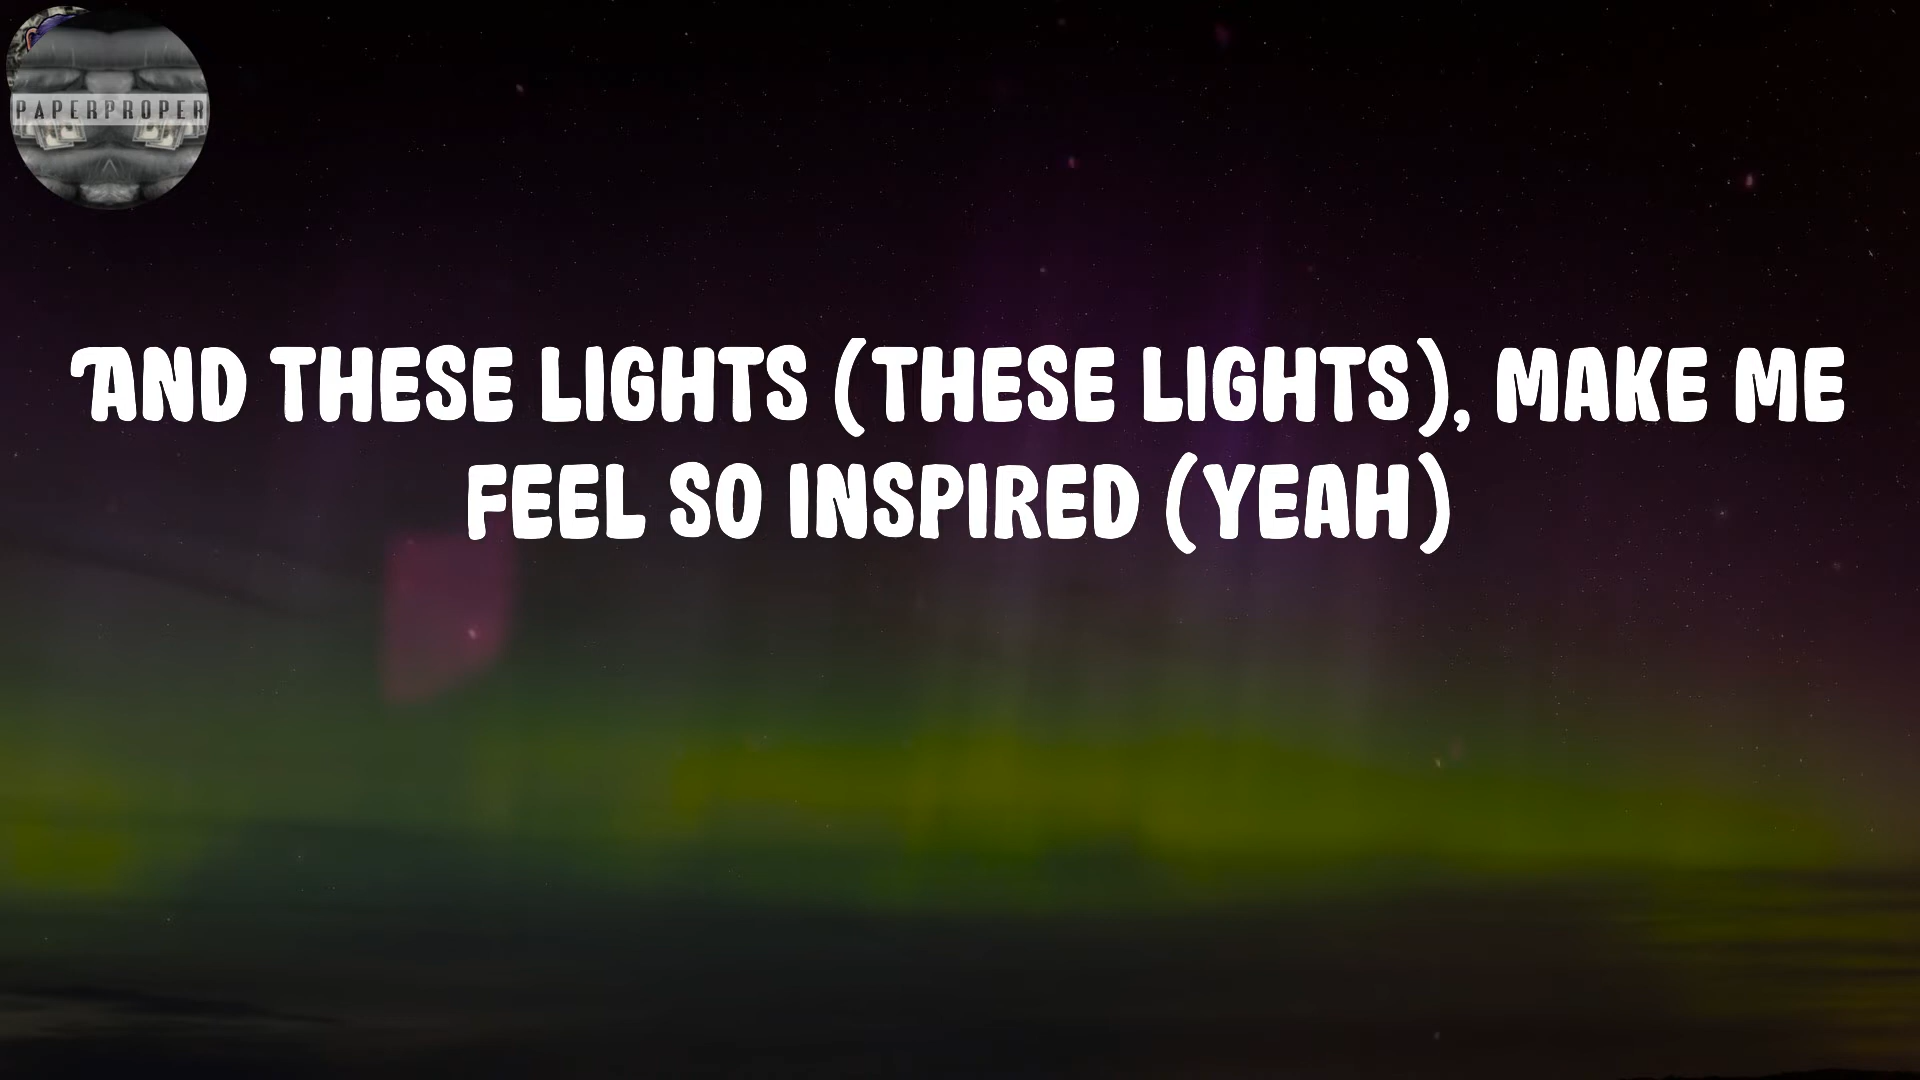 PAPERPROPER
AND THESE LIGHTS (THESE LIGHTS), MAKE ME
FEEL SO INSPIRED (YEAH)